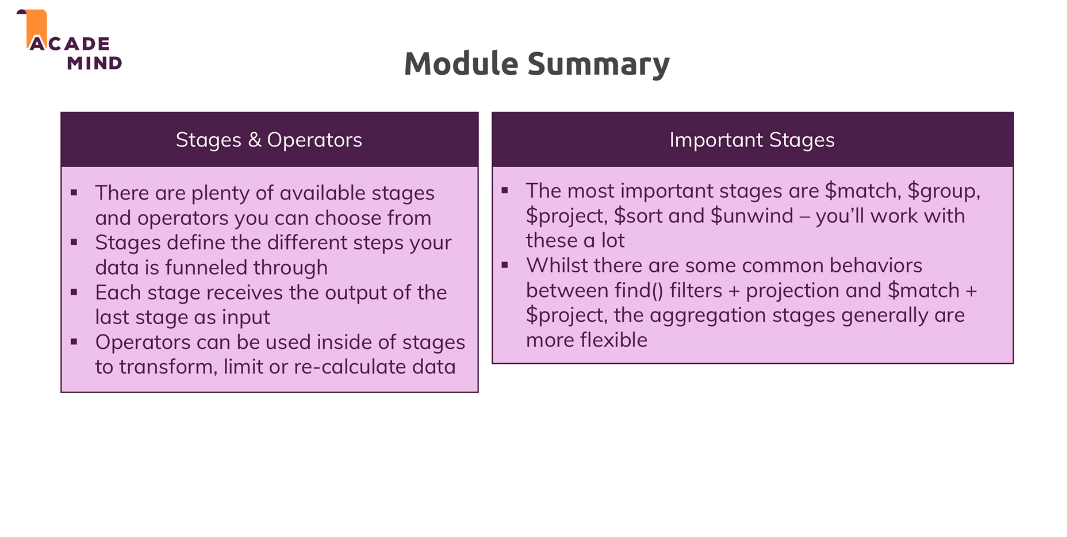 ACADE
MIND
Module Summary
Stages & Operators
▪ There are plenty of available stages
and operators you can choose from
▪ Stages define the different steps your
data is funneled through
▪ Each stage receives the output of the
last stage as input
▪ Operators can be used inside of stages
to transform, limit or re-calculate data
Important Stages
▪ The most important stages are $match, $group,
$project, $sort and $unwind – you’ll work with
these a lot
▪ Whilst there are some common behaviors
between find() filters + projection and $match +
$project, the aggregation stages generally are
more flexible